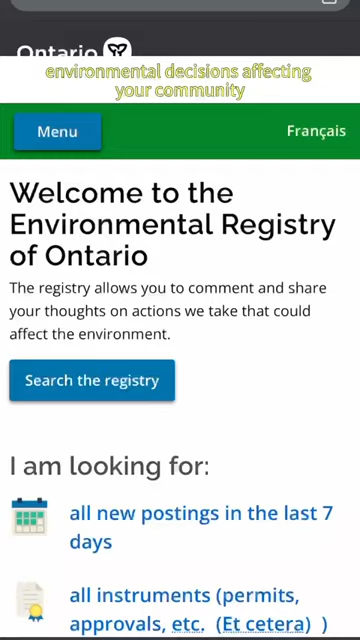 Ontario
environmental decisions affecting
your community
Menu
Français
Welcome to the
Environmental Registry
of Ontario
The registry allows you to comment and share
your thoughts on actions we take that could
affect the environment.
Search the registry
I am looking for:
all new postings in the last 7
days
all instruments (permits,
approvals, etc. (Et cetera) )